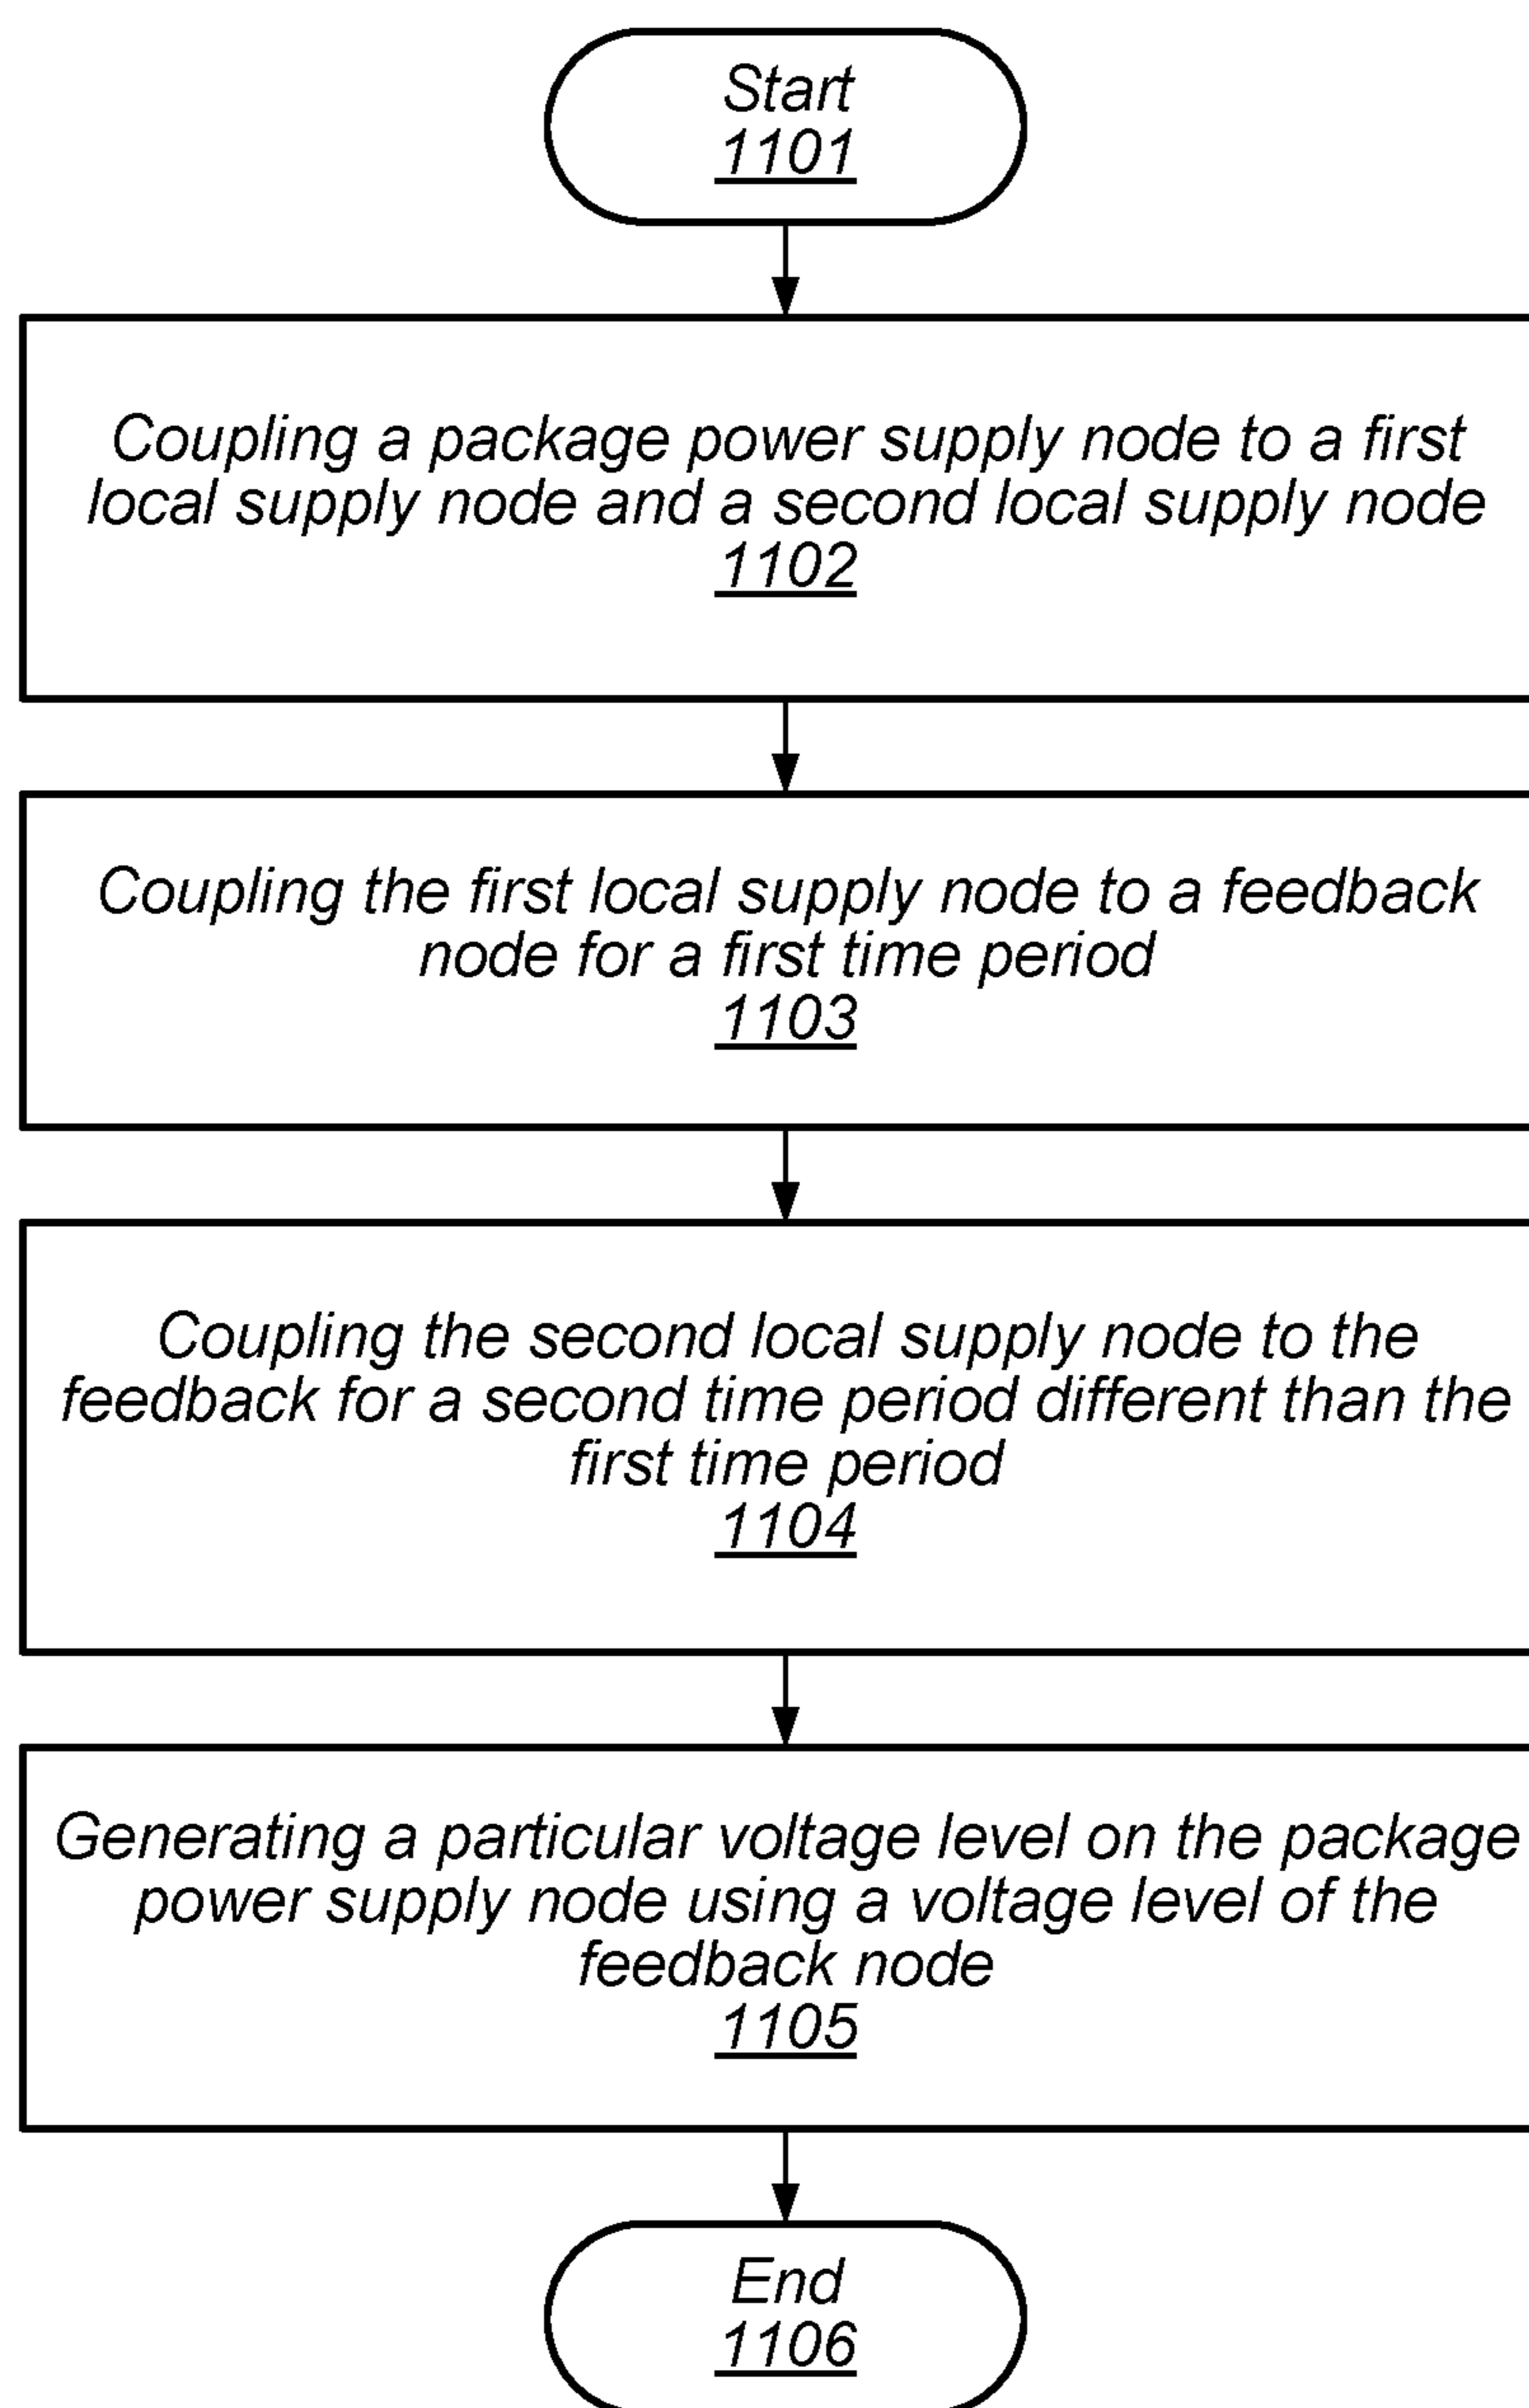 Start
1101
Coupling a package power supply node to a first
local supply node and a second local supply node
1102
Coupling the first local supply node to a feedback
node for a first time period
1103
Coupling the second local supply node to the
feedback for a second time period different than the
first time period
1104
Generating a particular voltage level on the package
power supply node using a voltage level of the
feedback node
1105
End
1106